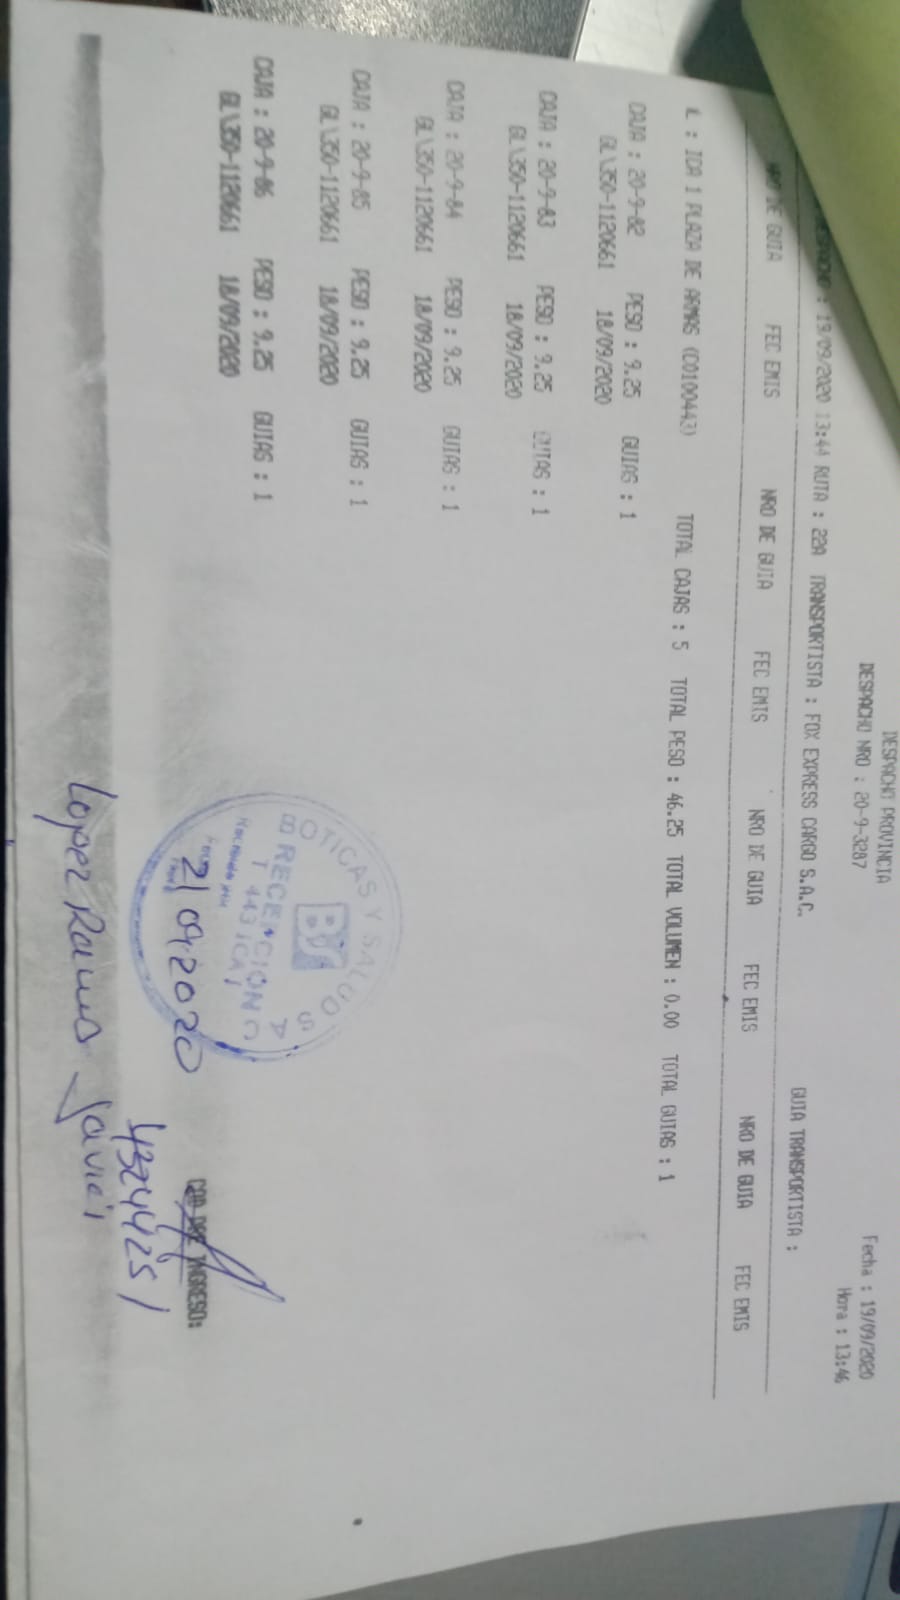 DESPACHO PROVINCIA
DESPACHO NRO : 20-9-3287
Fecha : 19/09/2020
Hora : 13:46
: 19/09/2020 13:44 RUTA : 22A TRANSPORTISTA : FOX EXPRESS CARGO S.A.C. GUIA TRANSPORTISTA :
NRO DE GUIA FEC EMIS NRO DE GUIA FEC EMIS NRO DE GUIA FEC EMIS NRO DE GUIA FEC EMIS
: ICA 1 PLAZA DE ARMAS (C0100443) TOTAL CAJAS : 5 TOTAL PESO : 46.25 TOTAL VOLUMEN : 0.00 TOTAL GUIAS : 1
CAJA : 20-9-82 PESO : 9.25 GUIAS : 1
GL\350-1120661 18/09/2020
CAJA : 20-9-83 PESO : 9.25 GUIAS : 1
GL\350-1120661 18/09/2020
CAJA : 20-9-84 PESO : 9.25 GUIAS : 1
GL\350-1120661 18/09/2020
CAJA : 20-9-85 PESO : 9.25 GUIAS : 1
GL\350-1120661 18/09/2020
CAJA : 20-9-86 PESO : 9.25 GUIAS : 1
GL\350-1120661 18/09/2020
BOTICAS Y SALUD S A C
BS
RECEPCION
T 443 ICA 1
21 09.2020
INGRESO:
43244251
Lopez Ramos Javier